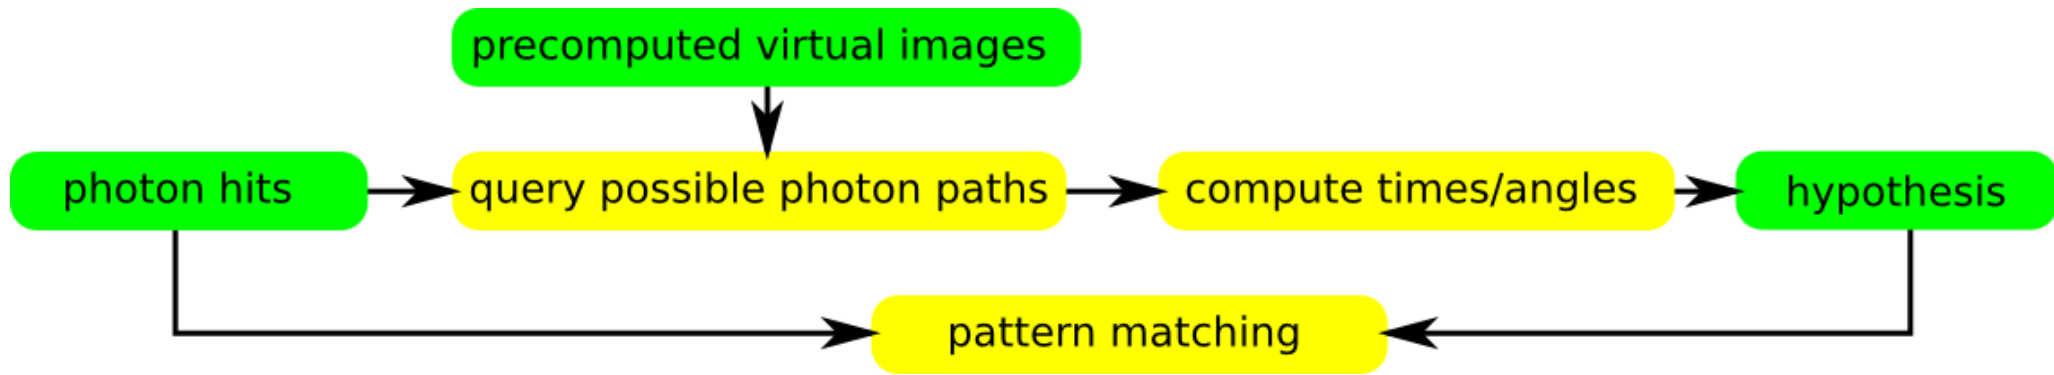 precomputed virtual images
photon hits
query possible photon paths
compute times/angles
hypothesis
pattern matching